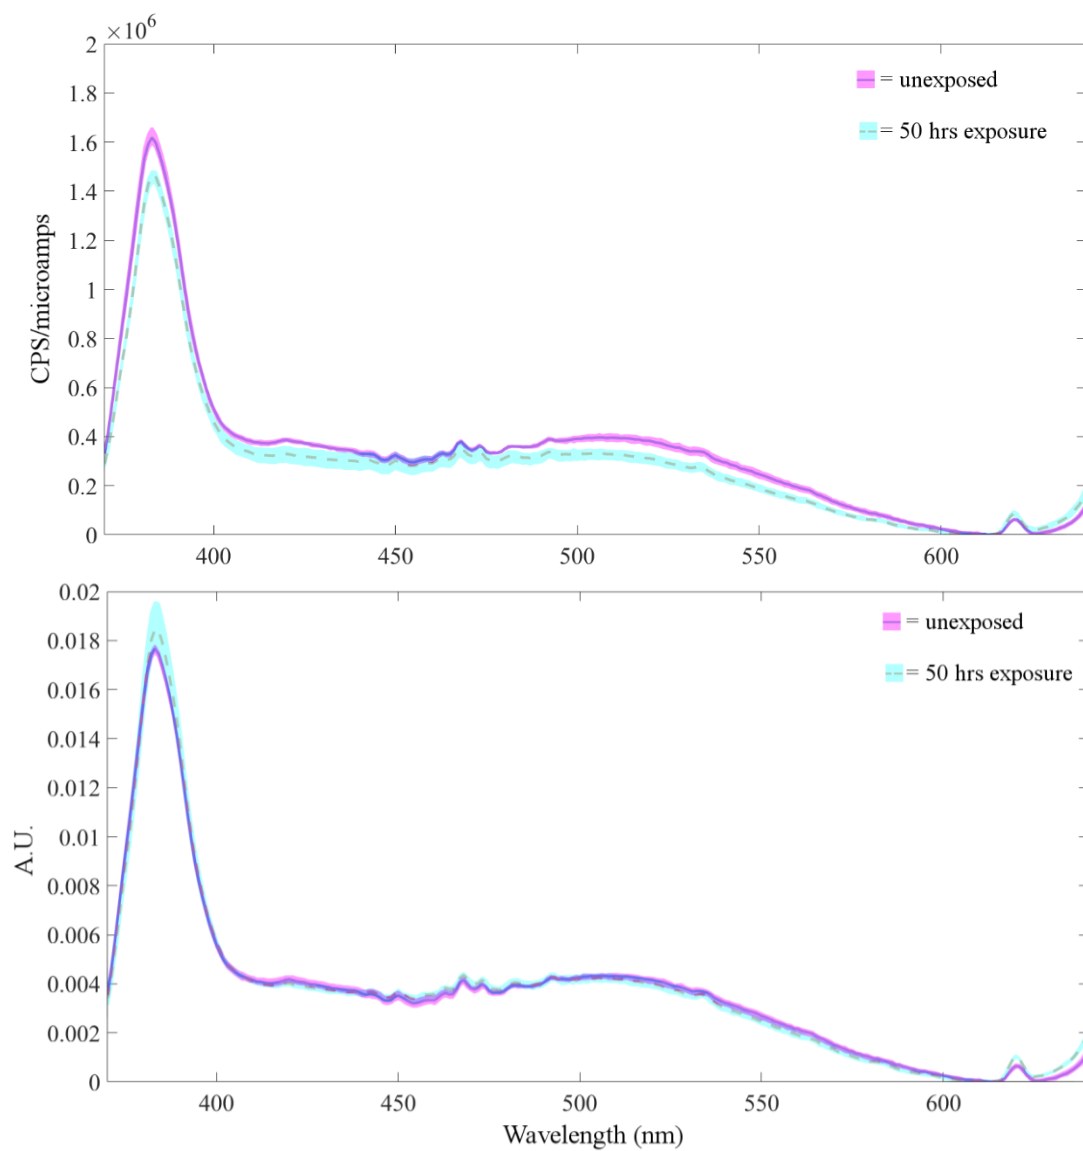 ×10⁶
2
1.8
1.6
1.4
1.2
1
0.8
0.6
0.4
0.2
0
CPS/microamps
= unexposed
= 50 hrs exposure
400 450 500 550 600
0.02
0.018
0.016
0.014
0.012
0.01
0.008
0.006
0.004
0.002
0
A.U.
= unexposed
= 50 hrs exposure
400 450 500 550 600
Wavelength (nm)